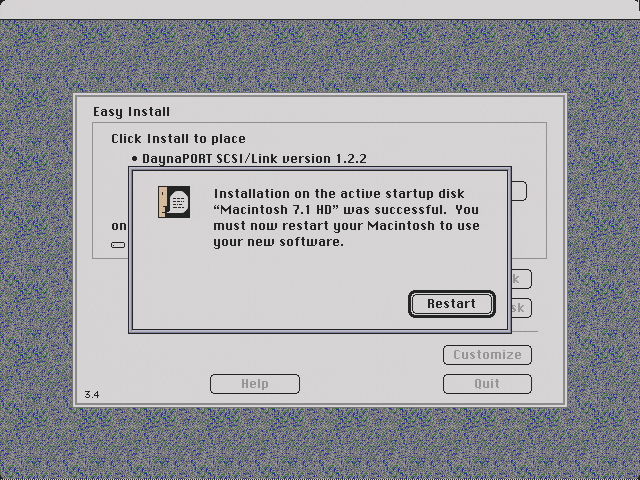 Easy Install
Click Install to place
• DaynaPORT SCSI/Link version 1.2.2
Installation on the active startup disk
“Macintosh 7.1 HD” was successful. You
must now restart your Macintosh to use
your new software.
on
k
Restart
sk
Customize
Help
Quit
3.4